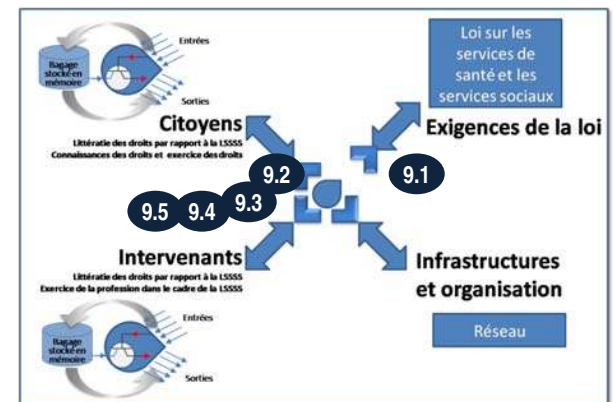 Entrées
Bagage
stocké en
mémoire
Sorties
Citoyens
Littératie des droits par rapport à la LSSSS
Connaissances des droits et exercice des droits
Loi sur les
services de
santé et les
services sociaux
Exigences de la loi
9.2
9.1
9.5
9.4
9.3
Intervenants
Littératie des droits par rapport à la LSSSS
Exercice de la profession dans le cadre de la LSSSS
Infrastructures
et organisation
Réseau
Entrées
Bagage
stocké en
mémoire
Sorties